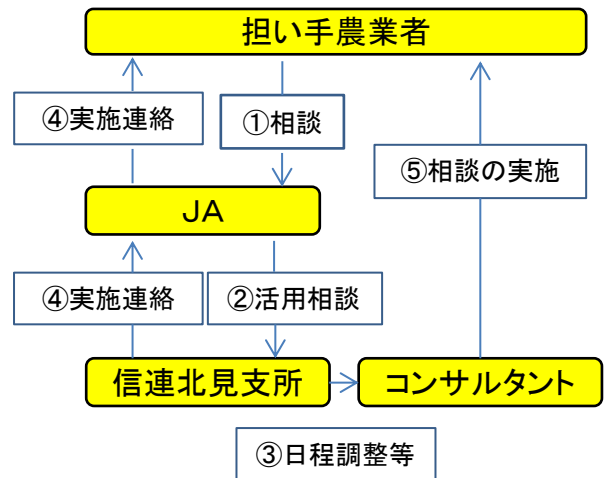 担い手農業者
④実施連絡
①相談
⑤相談の実施
ＪＡ
④実施連絡
②活用相談
信連北見支所
コンサルタント
③日程調整等